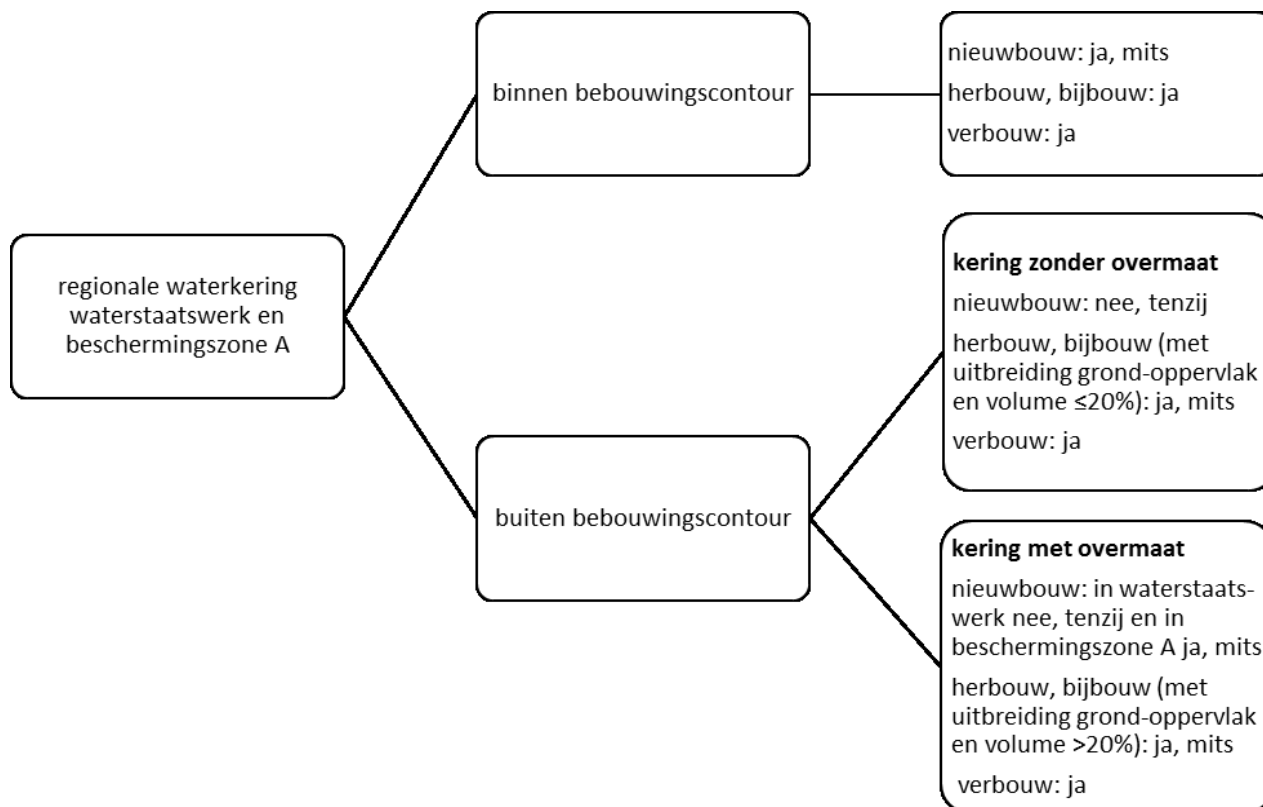 regionale waterkering
waterstaatswerk en
beschermingszone A
binnen bebouwingscontour
nieuwbouw: ja, mits
herbouw, bijbouw: ja
verbouw: ja
buiten bebouwingscontour
kering zonder overmaat
nieuwbouw: nee, tenzij
herbouw, bijbouw (met
uitbreiding grond-oppervlak
en volume ≤20%): ja, mits
verbouw: ja
kering met overmaat
nieuwbouw: in waterstaats-
werk nee, tenzij en in
beschermingszone A ja, mits
herbouw, bijbouw (met
uitbreiding grond-oppervlak
en volume >20%): ja, mits
verbouw: ja